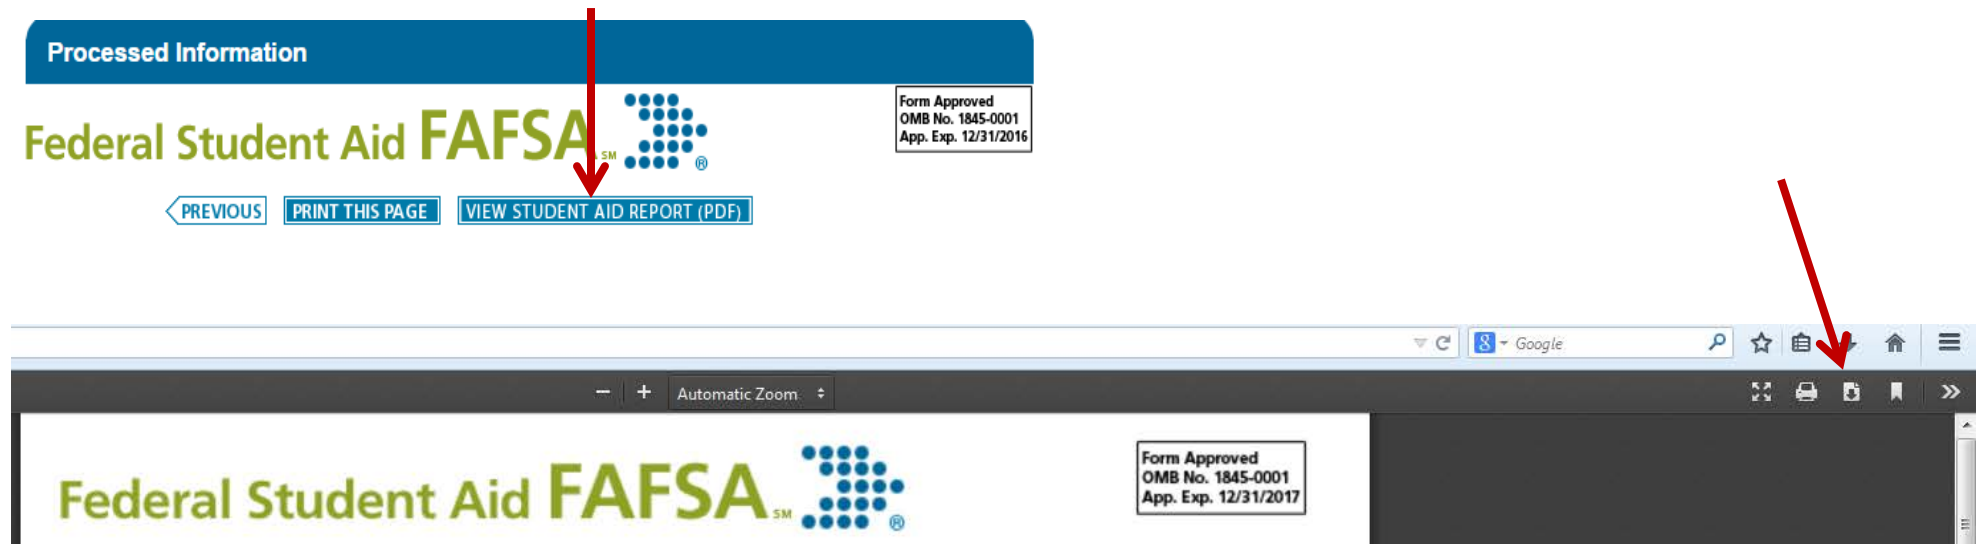 Processed Information
Federal Student Aid FAFSA SM ®
Form Approved
OMB No. 1845-0001
App. Exp. 12/31/2016
PREVIOUS PRINT THIS PAGE VIEW STUDENT AID REPORT (PDF)
8 Google
Automatic Zoom
Federal Student Aid FAFSA SM ®
Form Approved
OMB No. 1845-0001
App. Exp. 12/31/2017